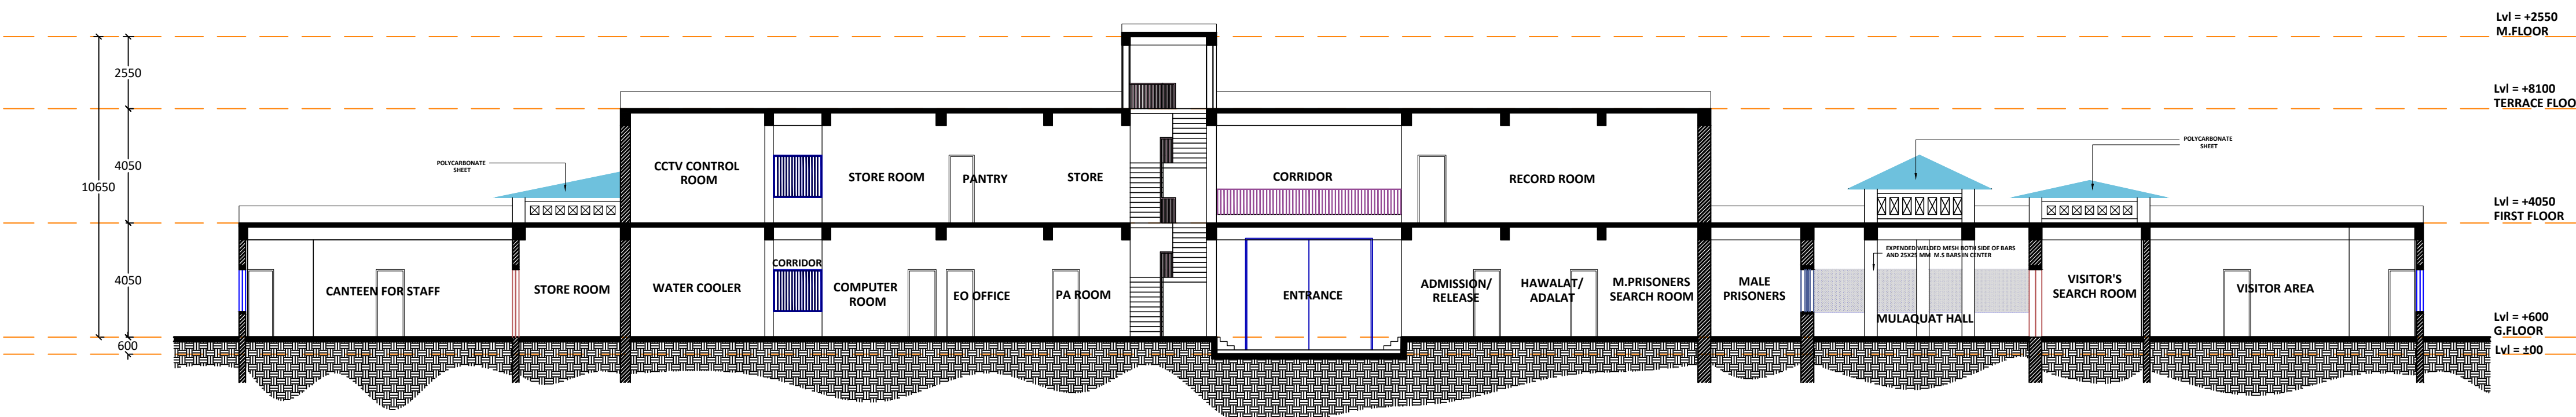 Lvl = +2550
M.FLOOR
2550
Lvl = +8100
TERRACE FLOO
4050
10650
POLYCARBONATE
SHEET
CCTV CONTROL
ROOM
STORE ROOM
PANTRY
STORE
CORRIDOR
RECORD ROOM
POLYCARBONATE
SHEET
Lvl = +4050
FIRST FLOOR
4050
CANTEEN FOR STAFF
STORE ROOM
WATER COOLER
CORRIDOR
COMPUTER
ROOM
EO OFFICE
PA ROOM
ENTRANCE
ADMISSION/
RELEASE
HAWALAT/
ADALAT
M.PRISONERS
SEARCH ROOM
MALE
PRISONERS
EXPENDED WELDED MESH BOTH SIDE OF BARS
AND 25X25 MM M.S BARS IN CENTER
MULAQUAT HALL
VISITOR'S
SEARCH ROOM
VISITOR AREA
Lvl = +600
G.FLOOR
600
Lvl = ±00